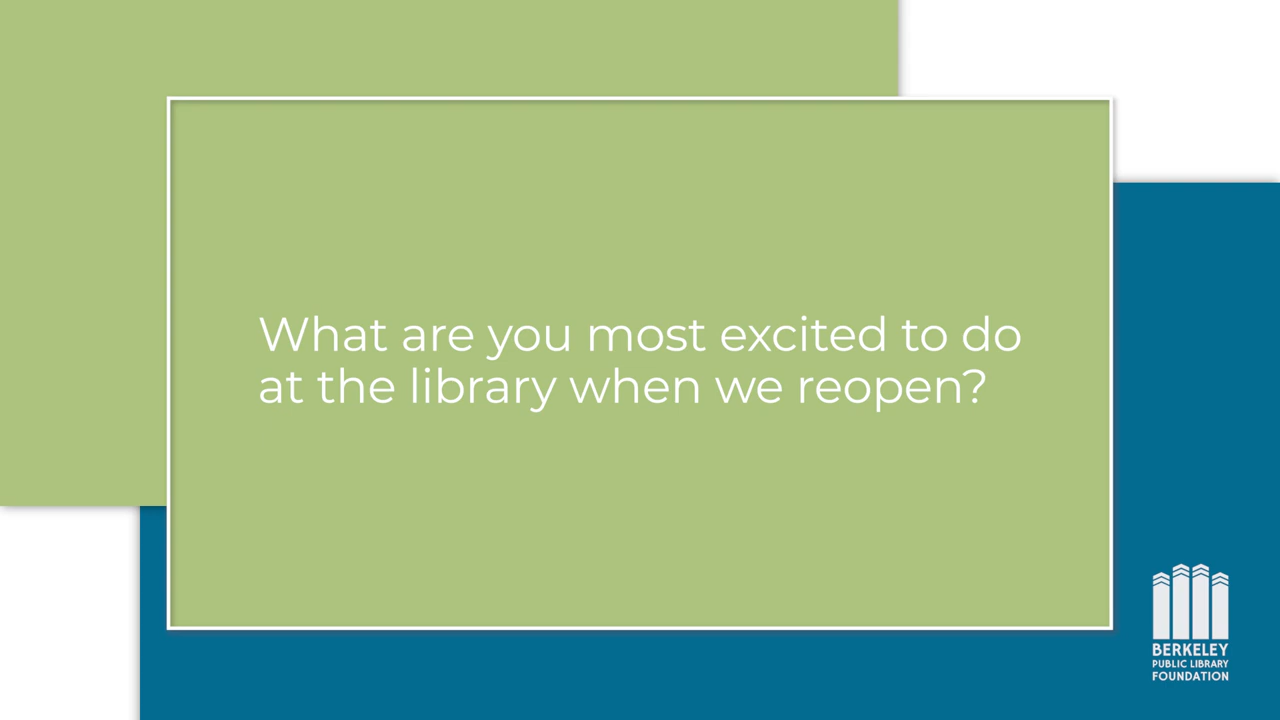 What are you most excited to do
at the library when we reopen?
BERKELEY
PUBLIC LIBRARY
FOUNDATION